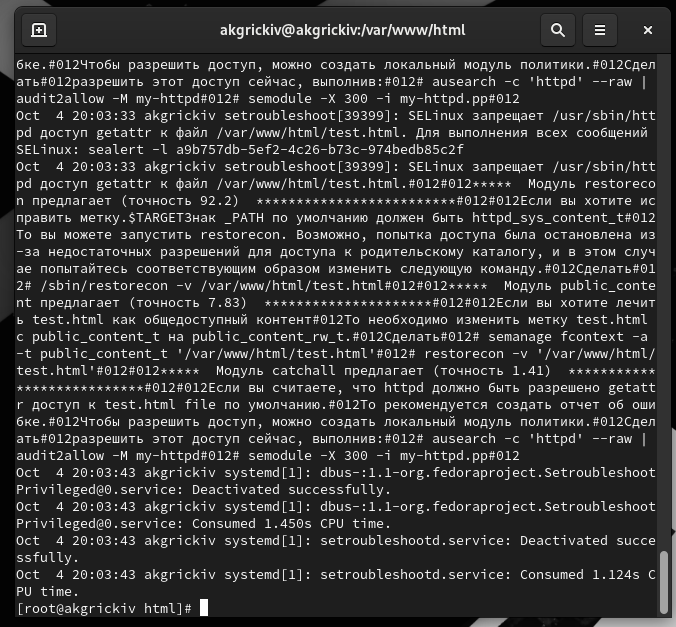 akgrickiv@akgrickiv:/var/www/html
бке.#012Чтобы разрешить доступ, можно создать локальный модуль политики.#012Сдел
ать#012разрешить этот доступ сейчас, выполнив:#012# ausearch -c 'httpd' --raw |
audit2allow -M my-httpd#012# semodule -X 300 -i my-httpd.pp#012
Oct  4 20:03:33 akgrickiv setroubleshoot[39399]: SELinux запрещает /usr/sbin/htt
pd доступ getattr к файл /var/www/html/test.html. Для выполнения всех сообщений
SELinux: sealert -l a9b757db-5ef2-4c26-b73c-974bedb85c2f
Oct  4 20:03:33 akgrickiv setroubleshoot[39399]: SELinux запрещает /usr/sbin/htt
pd доступ getattr к файл /var/www/html/test.html.#012#012*****  Модуль restoreco
n предлагает (точность 92.2)  *************************#012#012Если вы хотите ис
править метку.$TARGETЗнак _PATH по умолчанию должен быть httpd_sys_content_t#012
То вы можете запустить restorecon. Возможно, попытка доступа была остановлена из
-за недостаточных разрешений для доступа к родительскому каталогу, и в этом случ
ае попытайтесь соответствующим образом изменить следующую команду.#012Сделать#01
2# /sbin/restorecon -v /var/www/html/test.html#012#012*****  Модуль public_conte
nt предлагает (точность 7.83)  *********************#012#012Если вы хотите лечит
ь test.html как общедоступный контент#012То необходимо изменить метку test.html
с public_content_t на public_content_rw_t.#012Сделать#012# semanage fcontext -a
-t public_content_t '/var/www/html/test.html'#012# restorecon -v '/var/www/html/
test.html'#012#012*****  Модуль catchall предлагает (точность 1.41)  ***********
****************#012#012Если вы считаете, что httpd должно быть разрешено getatt
r доступ к test.html file по умолчанию.#012То рекомендуется создать отчет об оши
бке.#012Чтобы разрешить доступ, можно создать локальный модуль политики.#012Сдел
ать#012разрешить этот доступ сейчас, выполнив:#012# ausearch -c 'httpd' --raw |
audit2allow -M my-httpd#012# semodule -X 300 -i my-httpd.pp#012
Oct  4 20:03:43 akgrickiv systemd[1]: dbus-:1.1-org.fedoraproject.Setroubleshoot
Privileged@0.service: Deactivated successfully.
Oct  4 20:03:43 akgrickiv systemd[1]: dbus-:1.1-org.fedoraproject.Setroubleshoot
Privileged@0.service: Consumed 1.450s CPU time.
Oct  4 20:03:43 akgrickiv systemd[1]: setroubleshootd.service: Deactivated succe
ssfully.
Oct  4 20:03:43 akgrickiv systemd[1]: setroubleshootd.service: Consumed 1.124s C
PU time.
[root@akgrickiv html]#